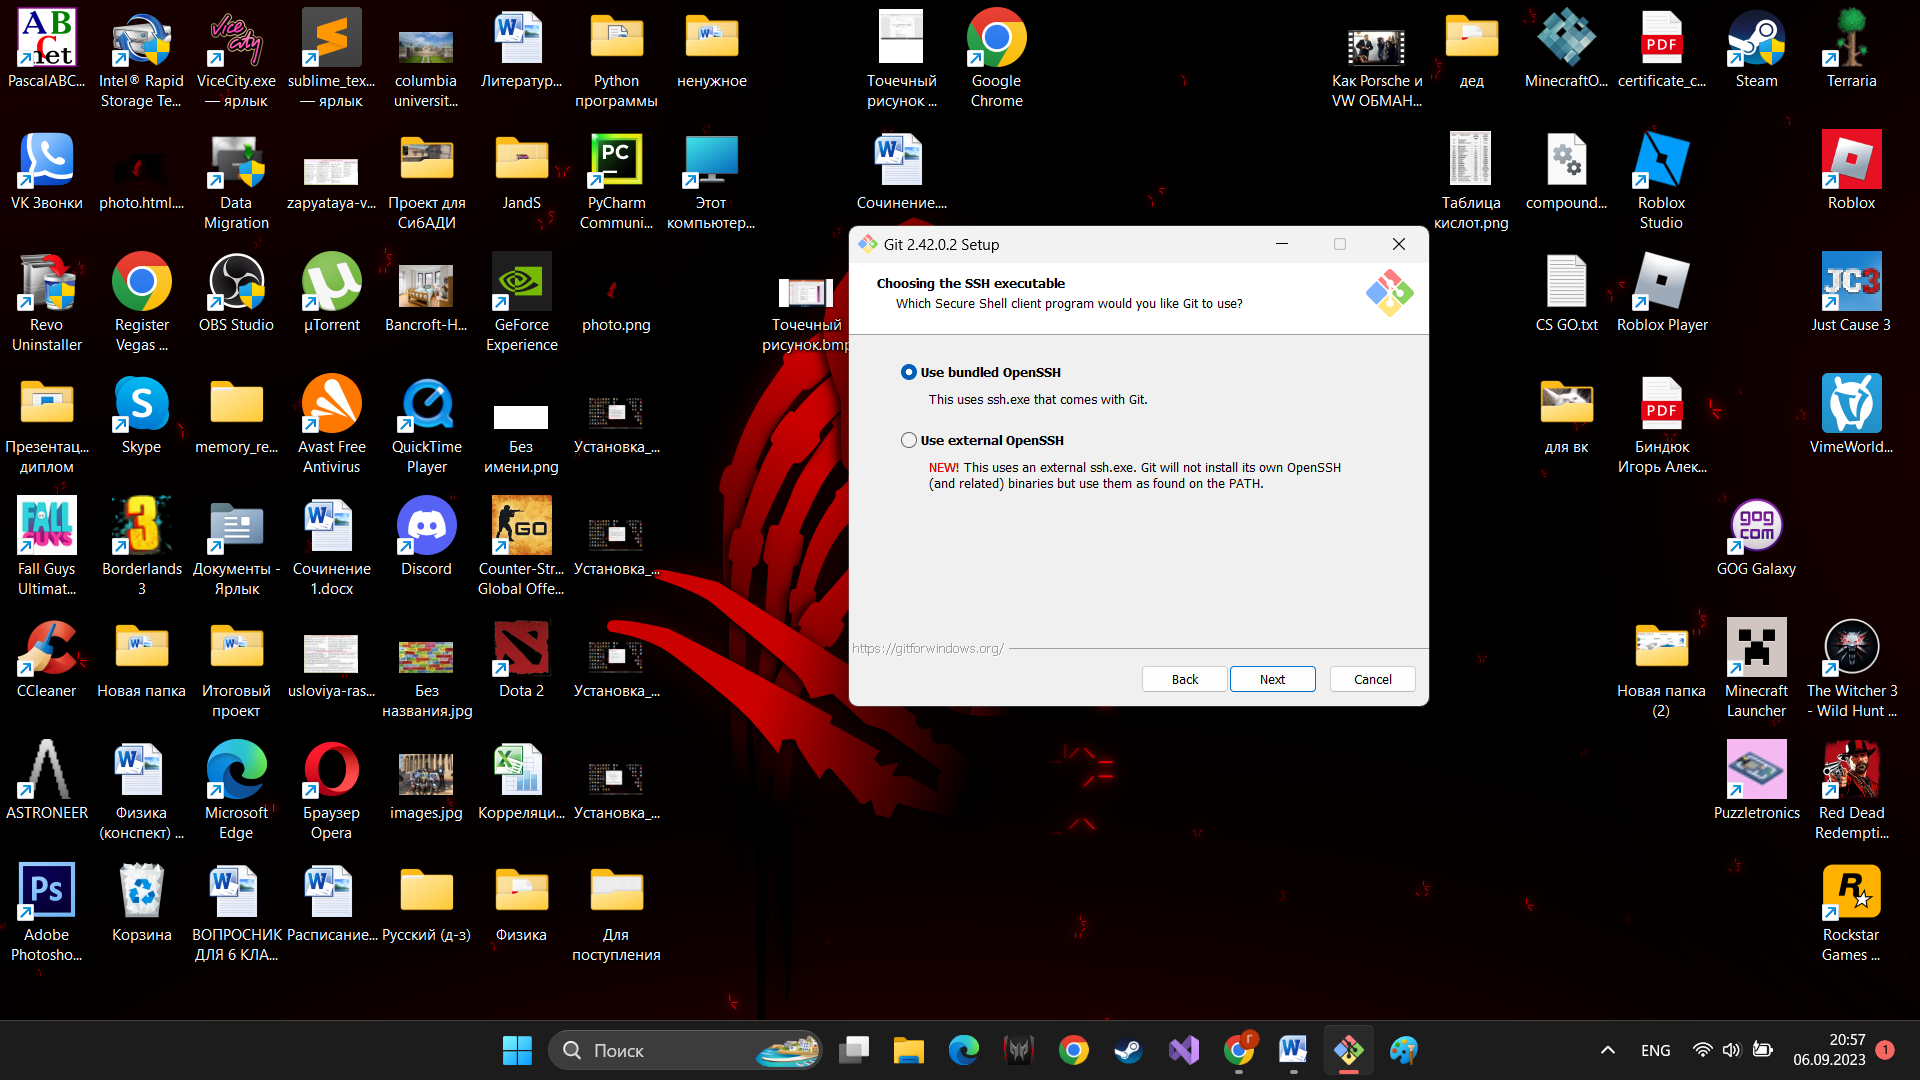 PascalABC...
Intel® Rapid
Storage Te...
ViceCity.exe
— ярлык
sublime_tex...
— ярлык
columbia
universit...
Литератур...
Python
программы
ненужное
Точечный
рисунок ...
Google
Chrome
Как Porsche и
VW ОБМАН...
дед
MinecraftO...
certificate_c...
Steam
Terraria
VK Звонки
photo.html....
Data
Migration
zapyataya-v...
Проект для
СибАДИ
JandS
PyCharm
Communi...
Этот
компьютер...
Сочинение....
Таблица
кислот.png
compound...
Roblox
Studio
Roblox
Revo
Uninstaller
Register
Vegas ...
OBS Studio
µTorrent
Bancroft-H...
GeForce
Experience
photo.png
Точечный
рисунок.bmp
CS GO.txt
Roblox Player
Just Cause 3
Git 2.42.0.2 Setup
Choosing the SSH executable
Which Secure Shell client program would you like Git to use?
Use bundled OpenSSH
This uses ssh.exe that comes with Git.
Use external OpenSSH
NEW! This uses an external ssh.exe. Git will not install its own OpenSSH
(and related) binaries but use them as found on the PATH.
https://gitforwindows.org/
Back
Next
Cancel
Презентац...
диплом
Skype
memory_re...
Avast Free
Antivirus
QuickTime
Player
Без
имени.png
Установка_...
для вк
Биндюк
Игорь Алек...
VimeWorld...
Fall Guys
Ultimat...
Borderlands
3
Документы -
Ярлык
Сочинение
1.docx
Discord
Counter-Str...
Global Offe...
Установка_...
GOG Galaxy
CCleaner
Новая папка
Итоговый
проект
usloviya-ras...
Без
названия.jpg
Dota 2
Установка_...
Новая папка
(2)
Minecraft
Launcher
The Witcher 3
- Wild Hunt ...
ASTRONEER
Физика
(конспект) ...
Microsoft
Edge
Браузер
Opera
images.jpg
Корреляци...
Установка_...
Puzzletronics
Red Dead
Redempti...
Adobe
Photosho...
Корзина
ВОПРОСНИК
ДЛЯ 6 КЛА...
Расписание...
Русский (д-з)
Физика
Для
поступления
Rockstar
Games ...
Поиск
ENG
20:57
06.09.2023
1